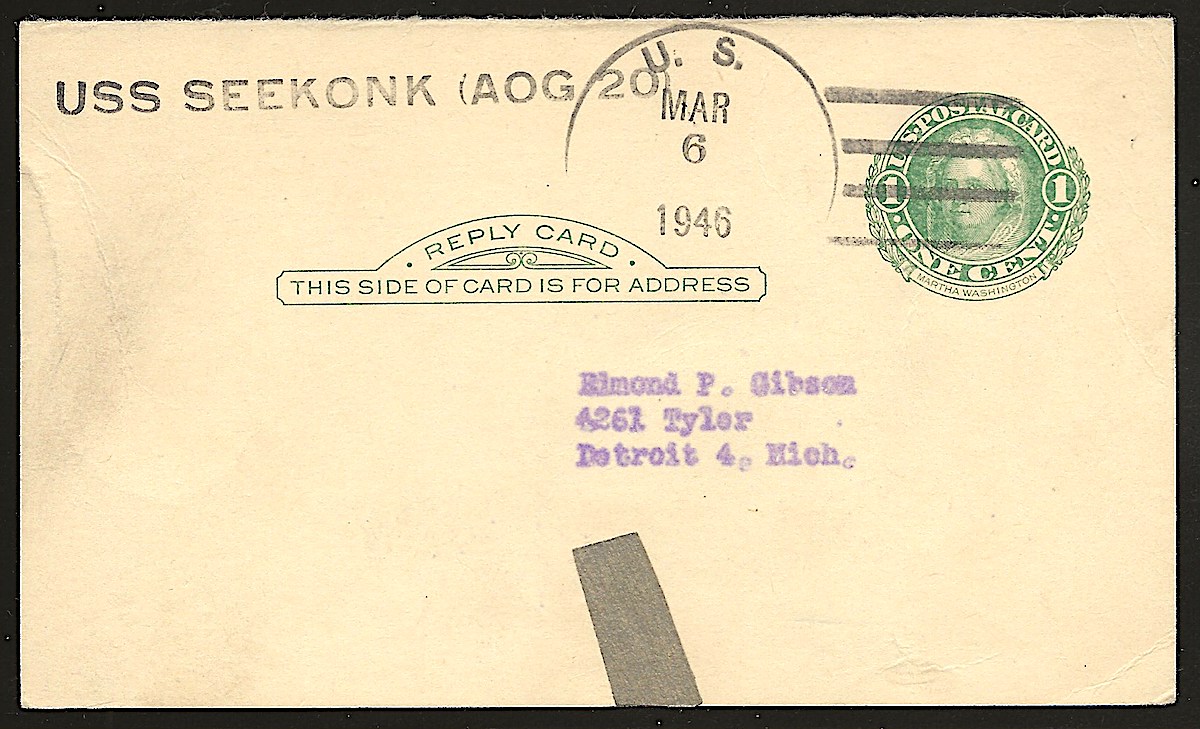 USS SEEKONK (AOG 20)
U. S.
MAR
6
1946
U.S. POSTAL CARD
1 1
ONE CENT
MARTHA WASHINGTON
REPLY CARD
THIS SIDE OF CARD IS FOR ADDRESS
Edmond P. Gibson
4261 Tyler
Detroit 4, Mich.